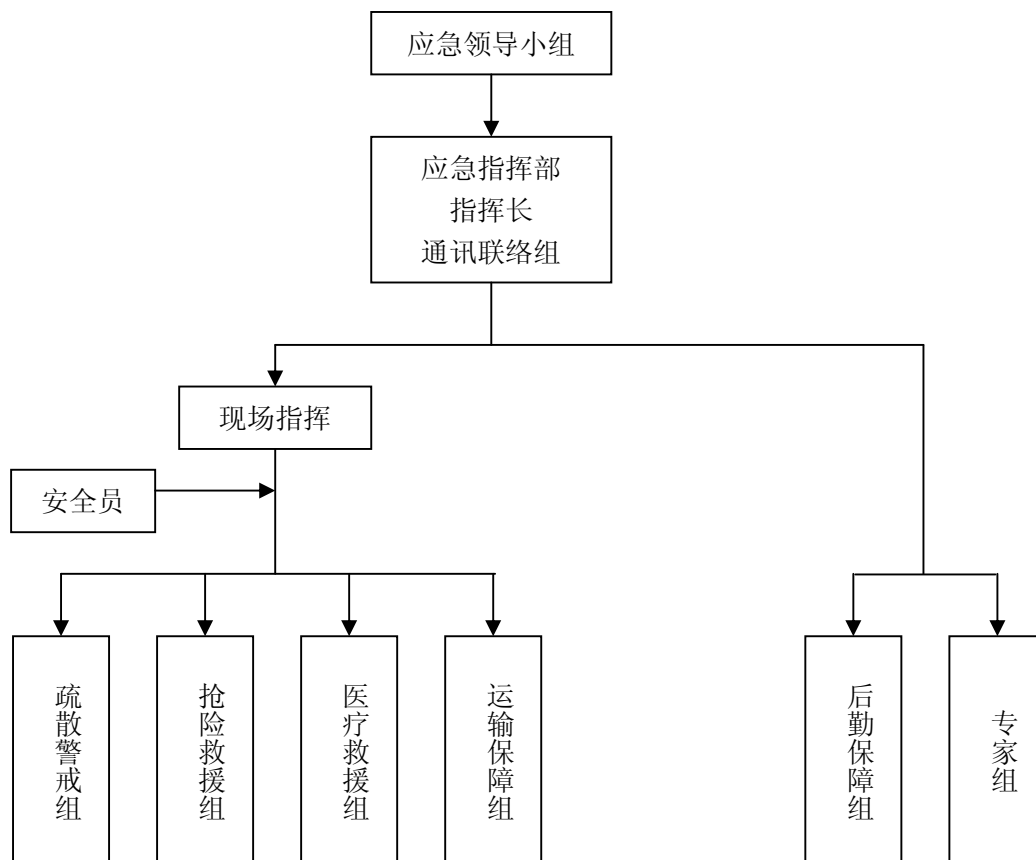 应急领导小组
应急指挥部
指挥长
通讯联络组
现场指挥
安全员
疏散警戒组
抢险救援组
医疗救援组
运输保障组
后勤保障组
专家组